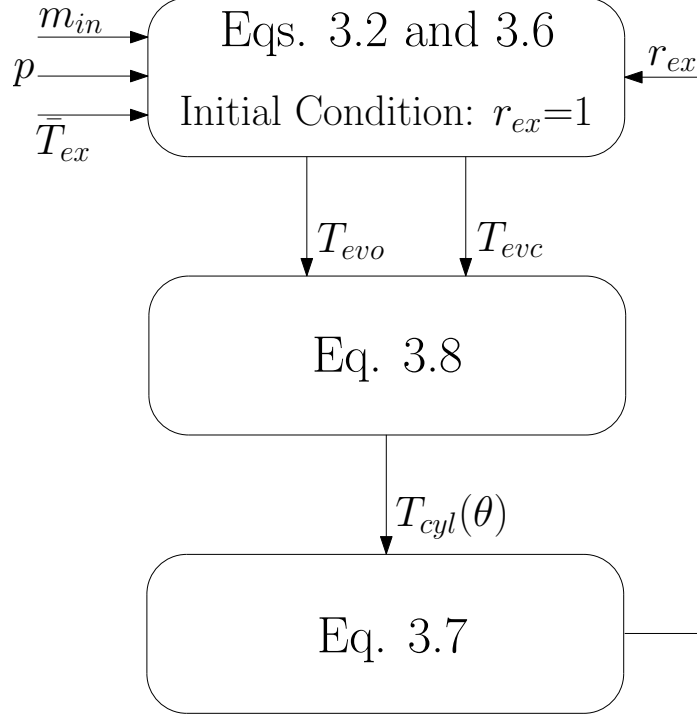 m_in
Eqs. 3.2 and 3.6
p
r_ex
Initial Condition: r_ex=1
T̄_ex
T_evo
T_evc
Eq. 3.8
T_cyl(θ)
Eq. 3.7